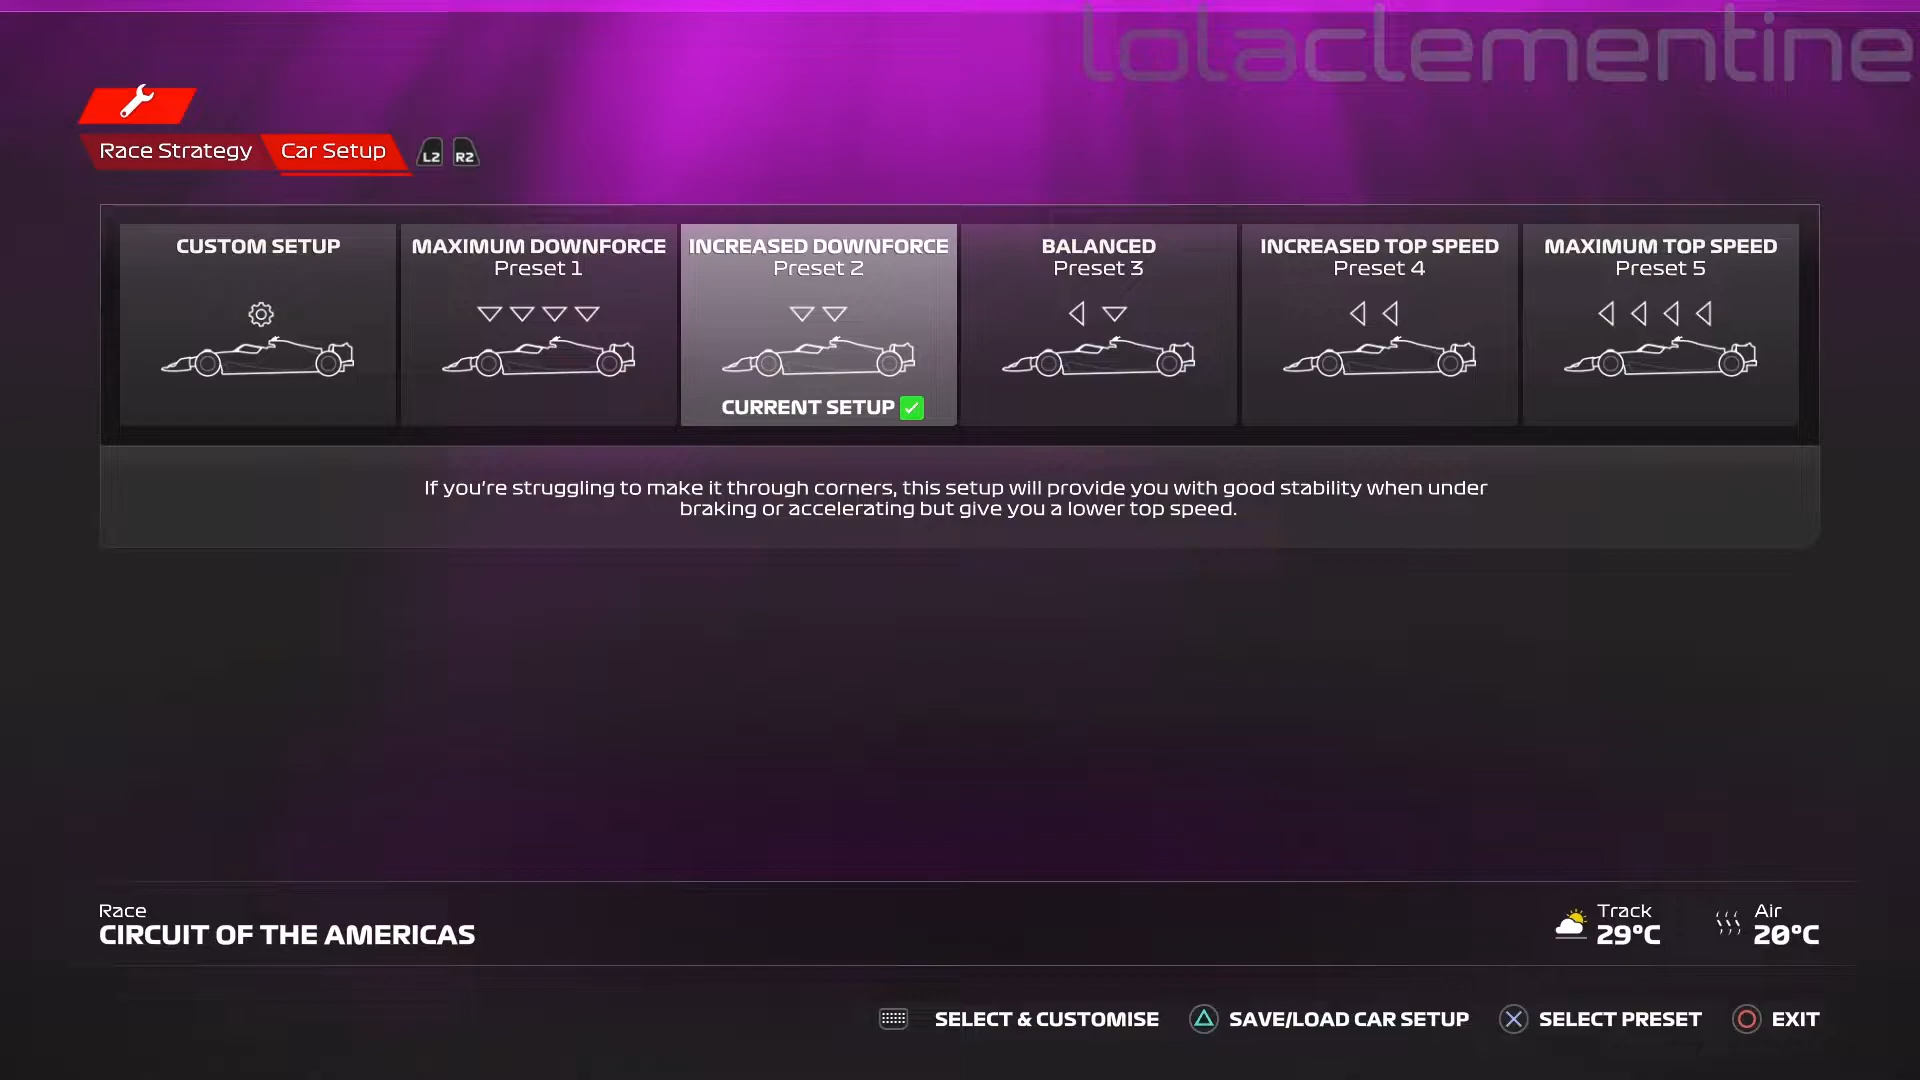 lolaclementine
Race Strategy
Car Setup
L2
R2
CUSTOM SETUP
MAXIMUM DOWNFORCE
Preset 1
INCREASED DOWNFORCE
Preset 2
CURRENT SETUP
BALANCED
Preset 3
INCREASED TOP SPEED
Preset 4
MAXIMUM TOP SPEED
Preset 5
If you're struggling to make it through corners, this setup will provide you with good stability when under
braking or accelerating but give you a lower top speed.
Race
CIRCUIT OF THE AMERICAS
Track
29°C
Air
20°C
SELECT & CUSTOMISE
SAVE/LOAD CAR SETUP
SELECT PRESET
EXIT